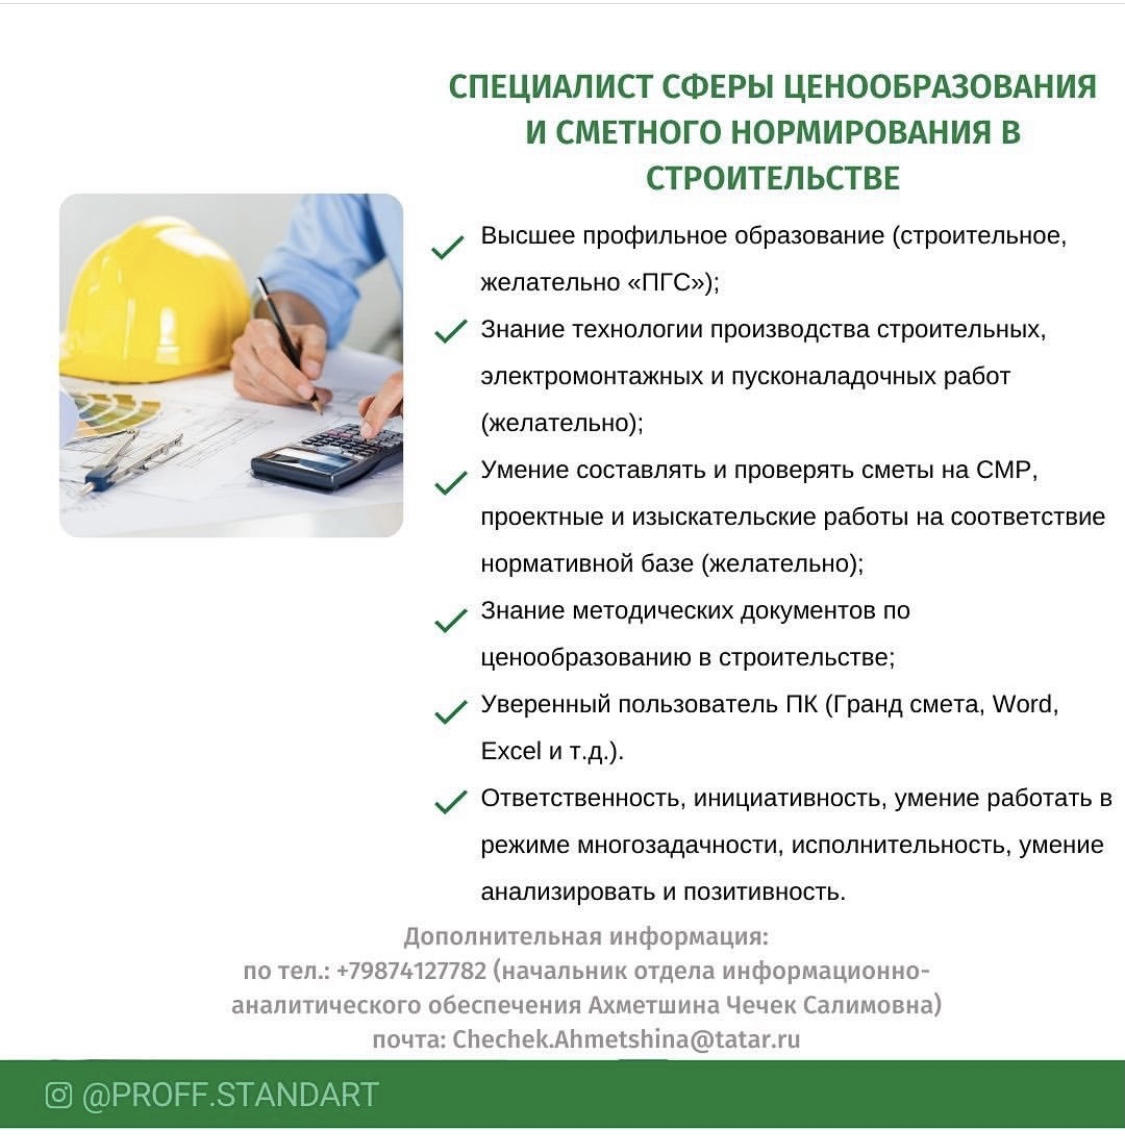 СПЕЦИАЛИСТ СФЕРЫ ЦЕНООБРАЗОВАНИЯ
И СМЕТНОГО НОРМИРОВАНИЯ В
СТРОИТЕЛЬСТВЕ
Высшее профильное образование (строительное,
желательно «ПГС»);
Знание технологии производства строительных,
электромонтажных и пусконаладочных работ
(желательно);
Умение составлять и проверять сметы на СМР,
проектные и изыскательские работы на соответствие
нормативной базе (желательно);
Знание методических документов по
ценообразованию в строительстве;
Уверенный пользователь ПК (Гранд смета, Word,
Excel и т.д.).
Ответственность, инициативность, умение работать в
режиме многозадачности, исполнительность, умение
анализировать и позитивность.
Дополнительная информация:
по тел.: +79874127782 (начальник отдела информационно-
аналитического обеспечения Ахметшина Чечек Салимовна)
почта: Chechek.Ahmetshina@tatar.ru
@PROFF.STANDART